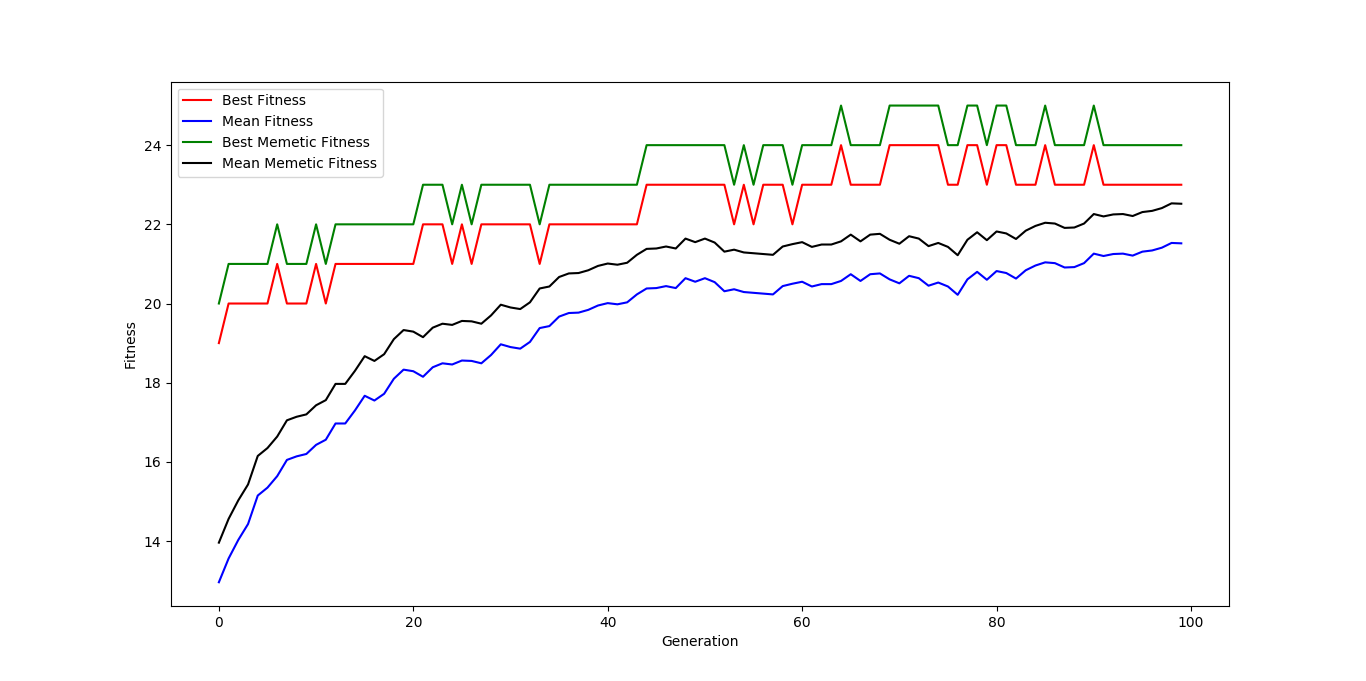 Best Fitness
Mean Fitness
Best Memetic Fitness
Mean Memetic Fitness
24
22
20
18
16
14
Fitness
0 20 40 60 80 100
Generation